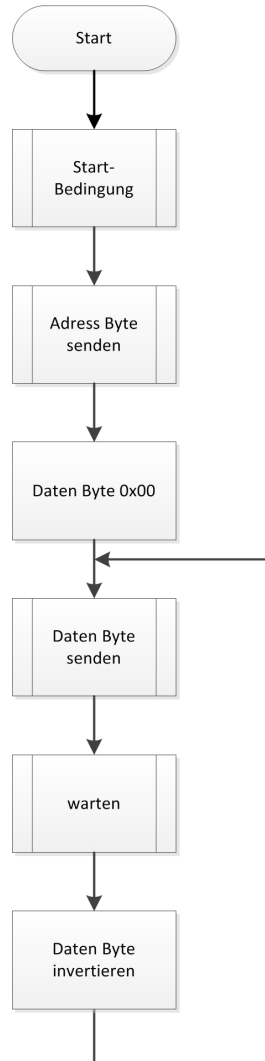 Start
Start-
Bedingung
Adress Byte
senden
Daten Byte 0x00
Daten Byte
senden
warten
Daten Byte
invertieren